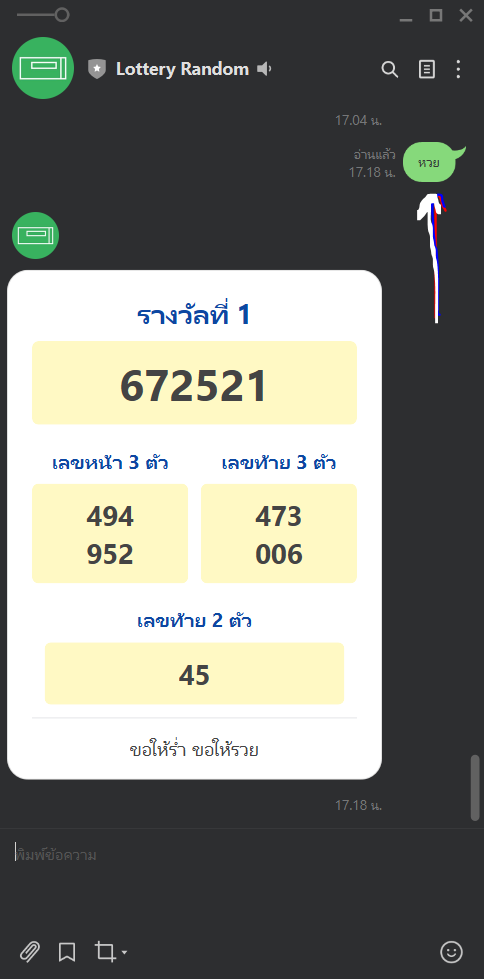 Lottery Random
17.04 น.
อ่านแล้ว
17.18 น.
หวย
รางวัลที่ 1
672521
เลขหน้า 3 ตัว
เลขท้าย 3 ตัว
494
952
473
006
เลขท้าย 2 ตัว
45
ขอให้ร่ำ ขอให้รวย
17.18 น.
พิมพ์ข้อความ